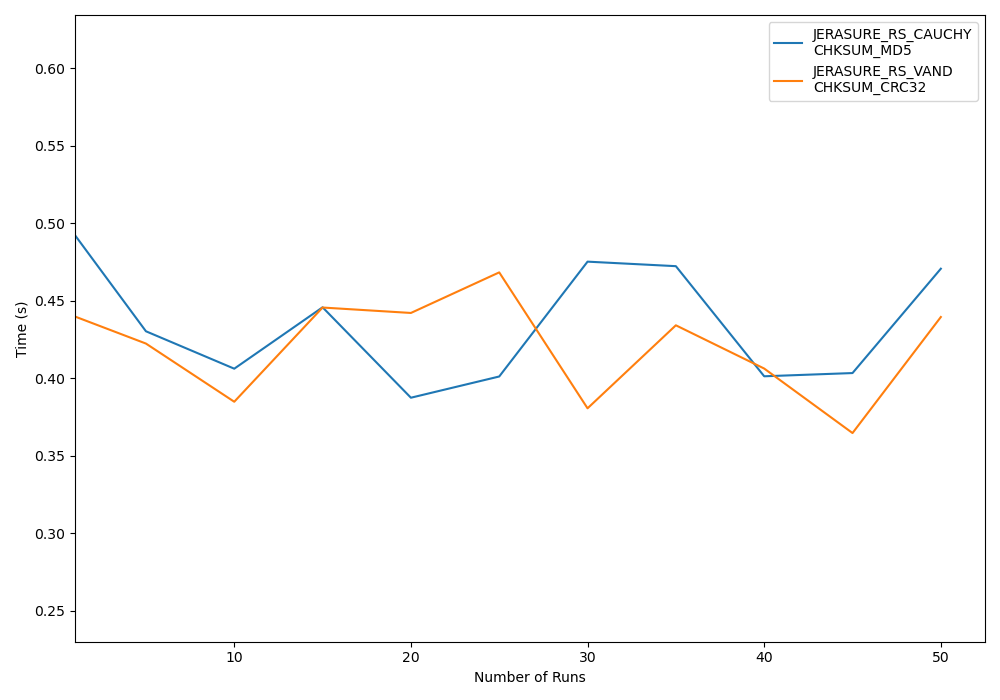 JERASURE_RS_CAUCHY
CHKSUM_MD5
JERASURE_RS_VAND
CHKSUM_CRC32
0.60
0.55
0.50
0.45
0.40
0.35
0.30
0.25
Time (s)
10 20 30 40 50
Number of Runs